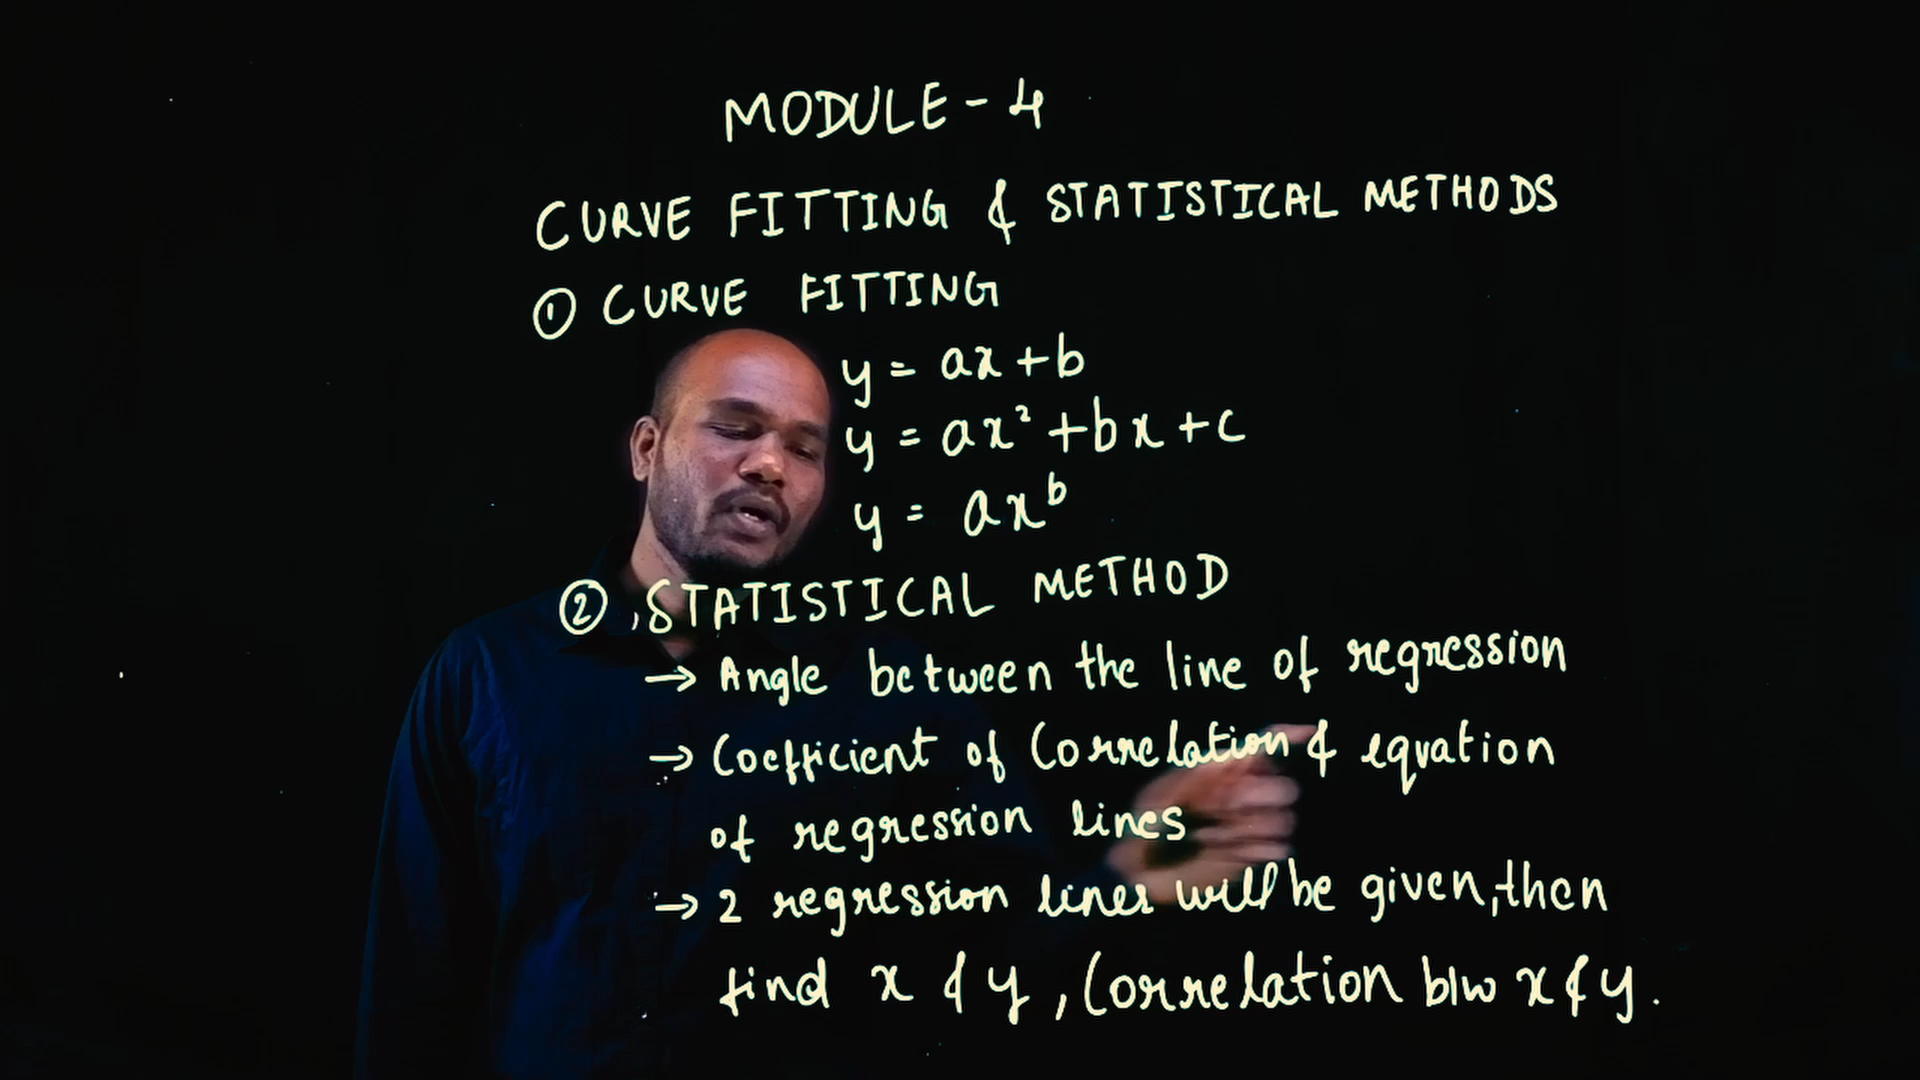 MODULE - 4
CURVE FITTING & STATISTICAL METHODS
① CURVE FITTING
y = ax + b
y = ax² + bx + c
y = ax^b
② STATISTICAL METHOD
→ Angle between the line of regression
→ Coefficient of Correlation & equation
of regression lines
→ 2 regression lines will be given, then
find x & y, Correlation b/w x & y.